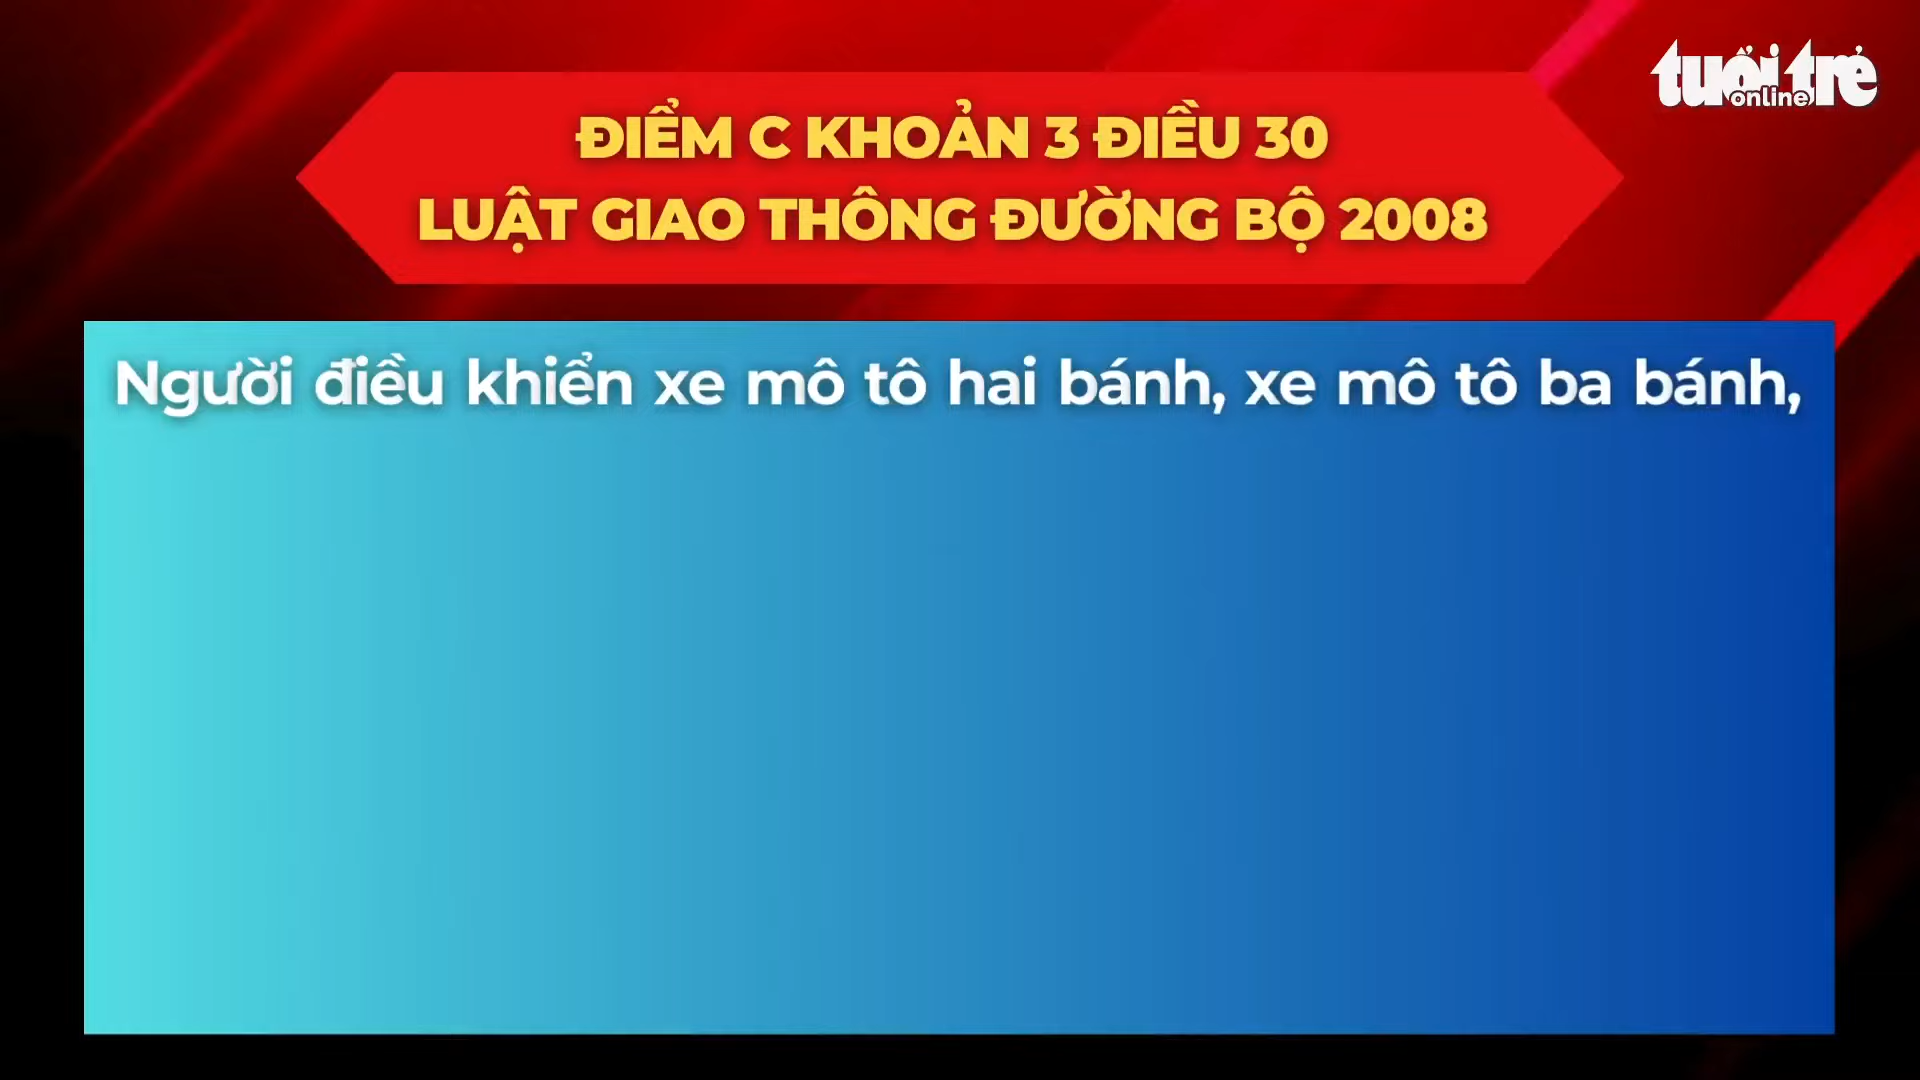 tuổi trẻ
online
ĐIỂM C KHOẢN 3 ĐIỀU 30
LUẬT GIAO THÔNG ĐƯỜNG BỘ 2008
Người điều khiển xe mô tô hai bánh, xe mô tô ba bánh,